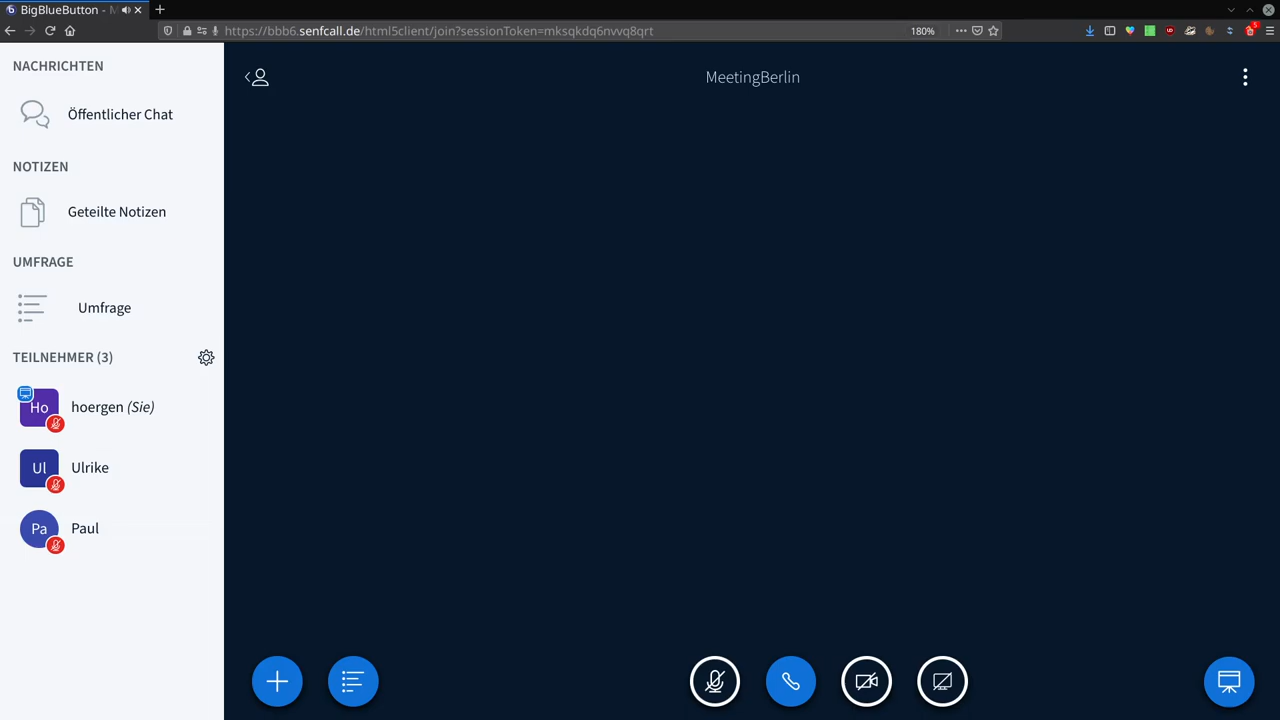 BigBlueButton - M
https://bbb6.senfcall.de/html5client/join?sessionToken=mksqkdq6nvvq8qrt
180%
5
NACHRICHTEN
Öffentlicher Chat
NOTIZEN
Geteilte Notizen
UMFRAGE
Umfrage
TEILNEHMER (3)
Ho
hoergen (Sie)
Ul
Ulrike
Pa
Paul
MeetingBerlin